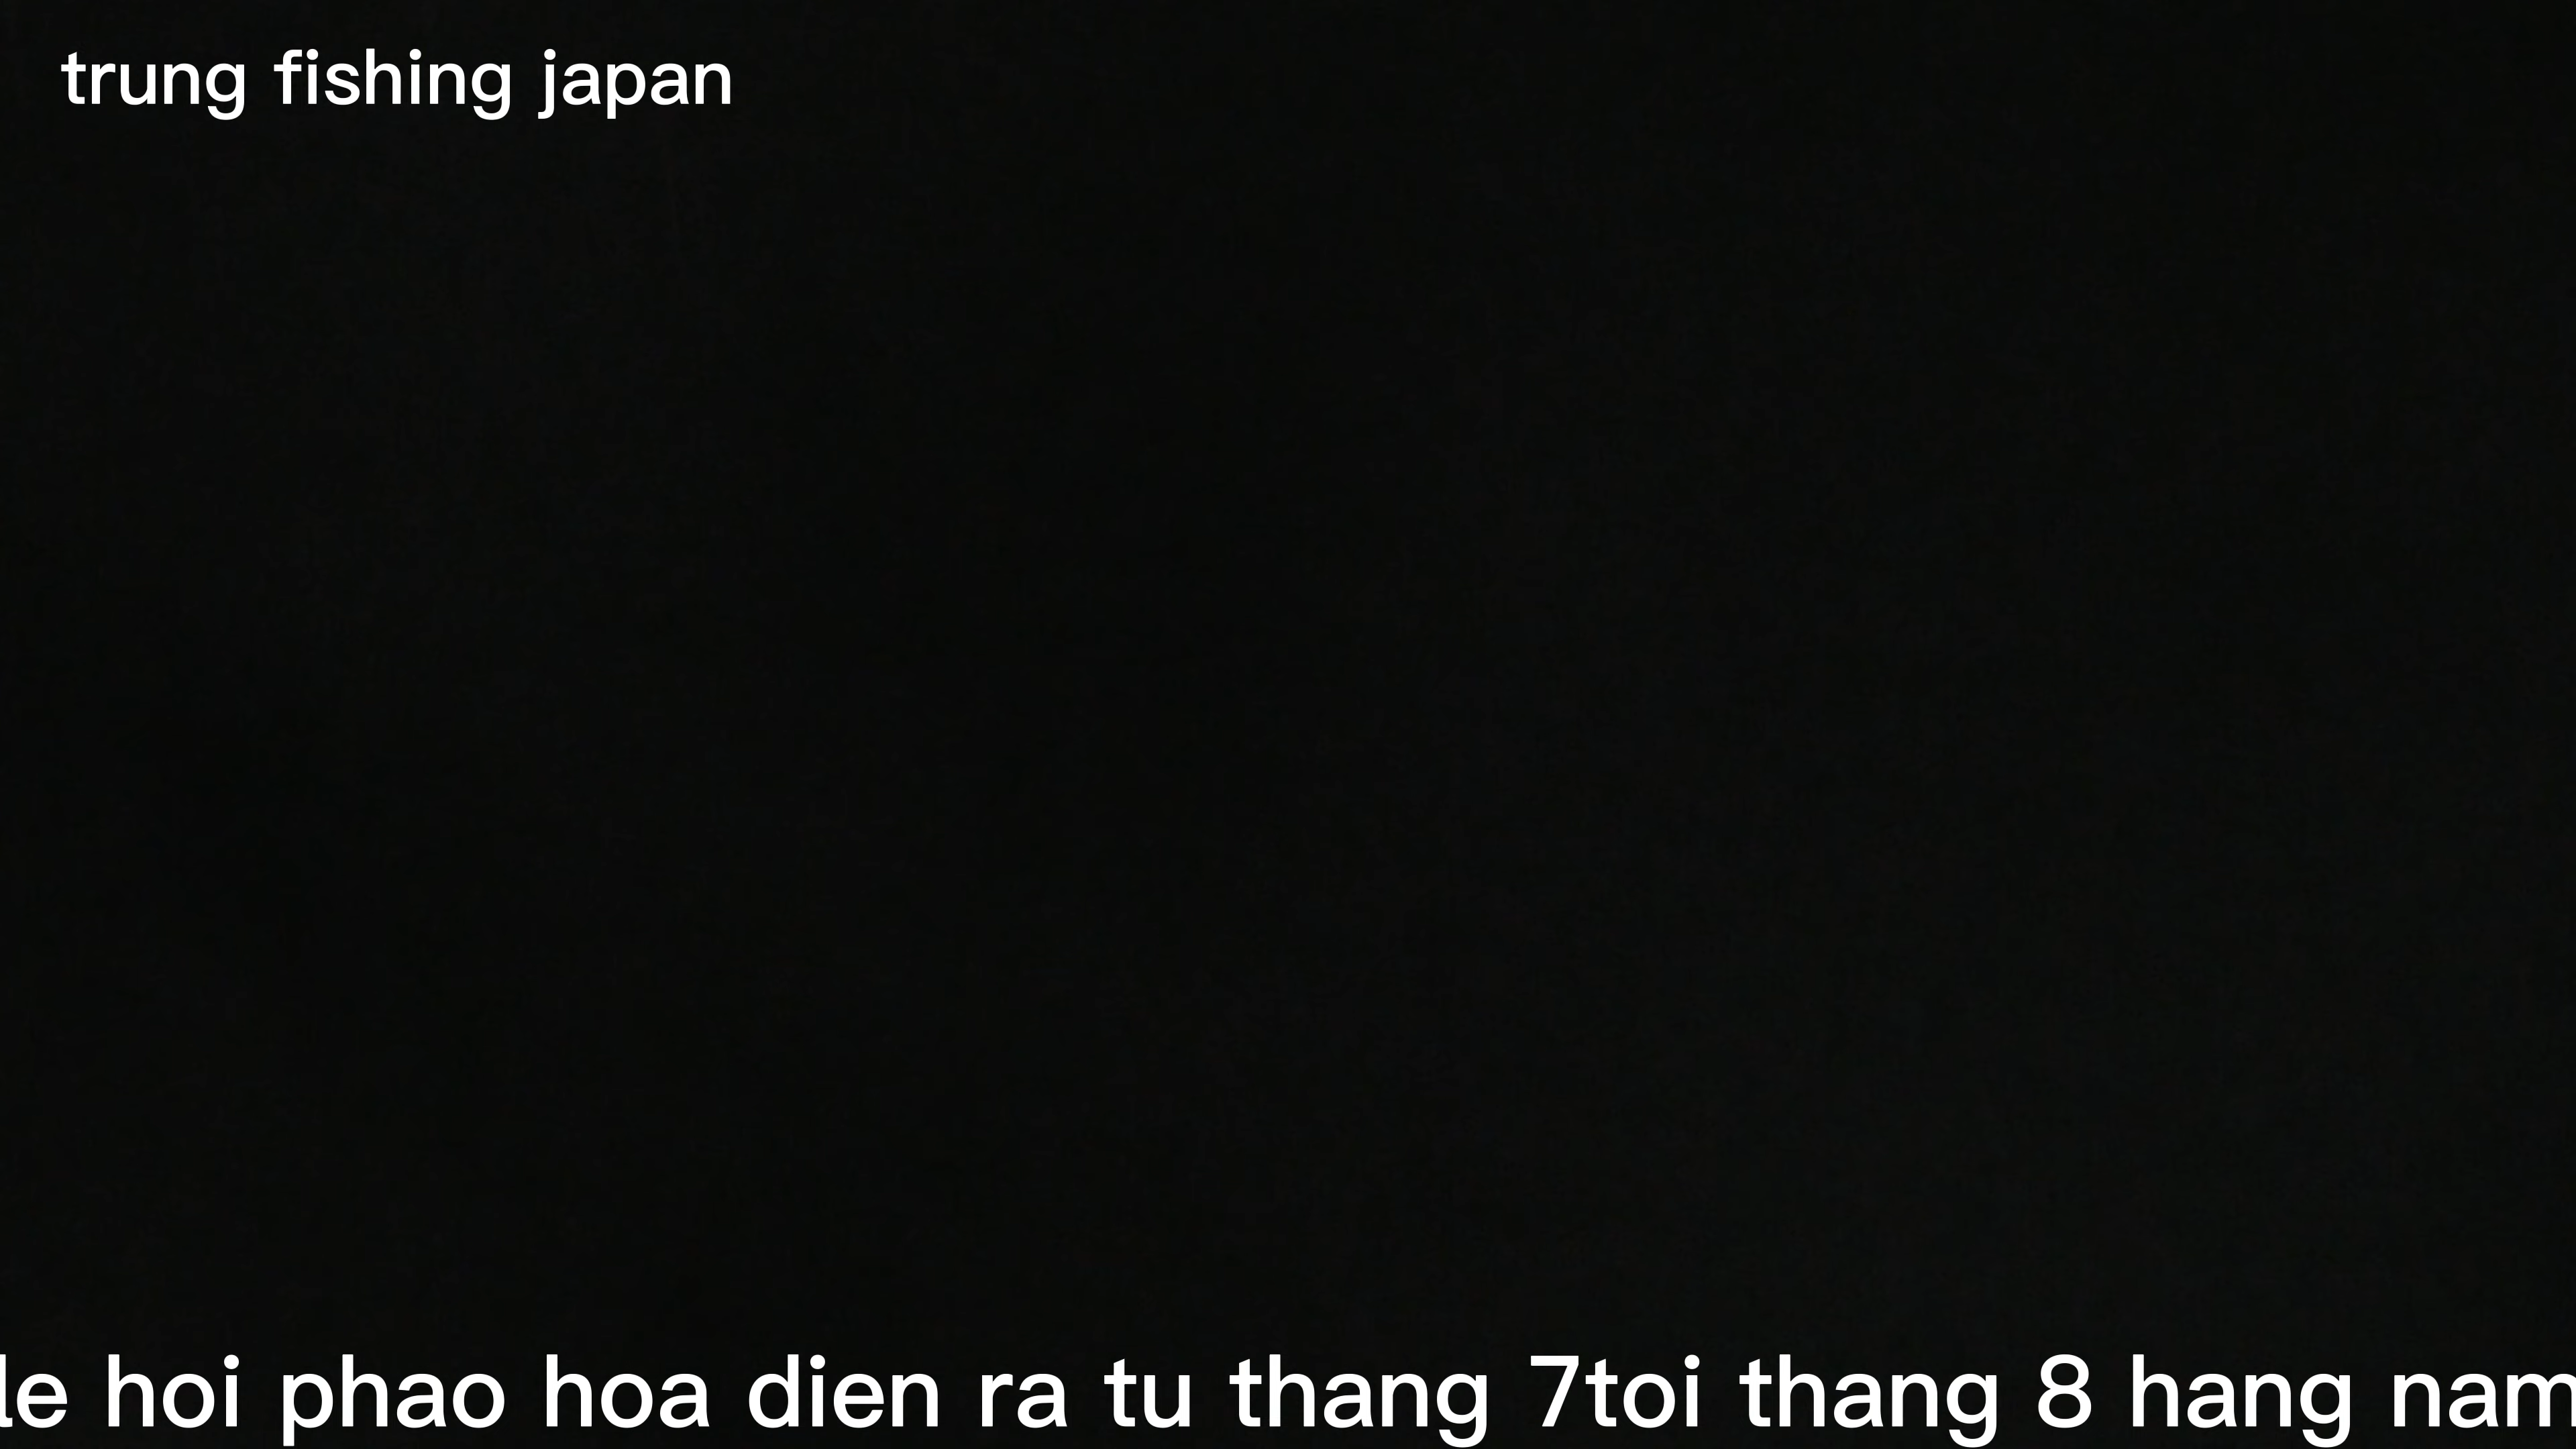 trung fishing japan
le hoi phao hoa dien ra tu thang 7toi thang 8 hang nam